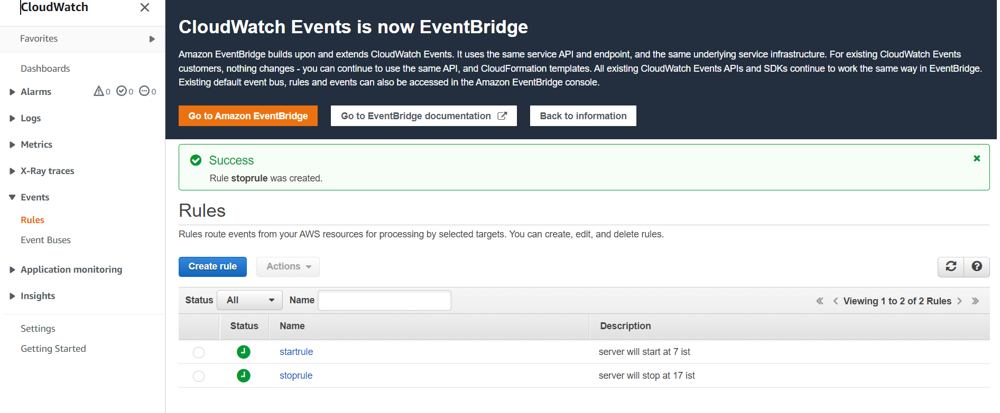 CloudWatch
Favorites
Dashboards
Alarms 0 0 0
Logs
Metrics
X-Ray traces
Events
Rules
Event Buses
Application monitoring
Insights
Settings
Getting Started
CloudWatch Events is now EventBridge
Amazon EventBridge builds upon and extends CloudWatch Events. It uses the same service API and endpoint, and the same underlying service infrastructure. For existing CloudWatch Events
customers, nothing changes - you can continue to use the same API, and CloudFormation templates. All existing CloudWatch Events APIs and SDKs continue to work the same way in EventBridge.
Existing default event bus, rules and events can also be accessed in the Amazon EventBridge console.
Go to Amazon EventBridge Go to EventBridge documentation Back to information
Success
Rule stoprule was created.
Rules
Rules route events from your AWS resources for processing by selected targets. You can create, edit, and delete rules.
Create rule Actions
Status All Name Viewing 1 to 2 of 2 Rules
Status Name Description
startrule server will start at 7 ist
stoprule server will stop at 17 ist